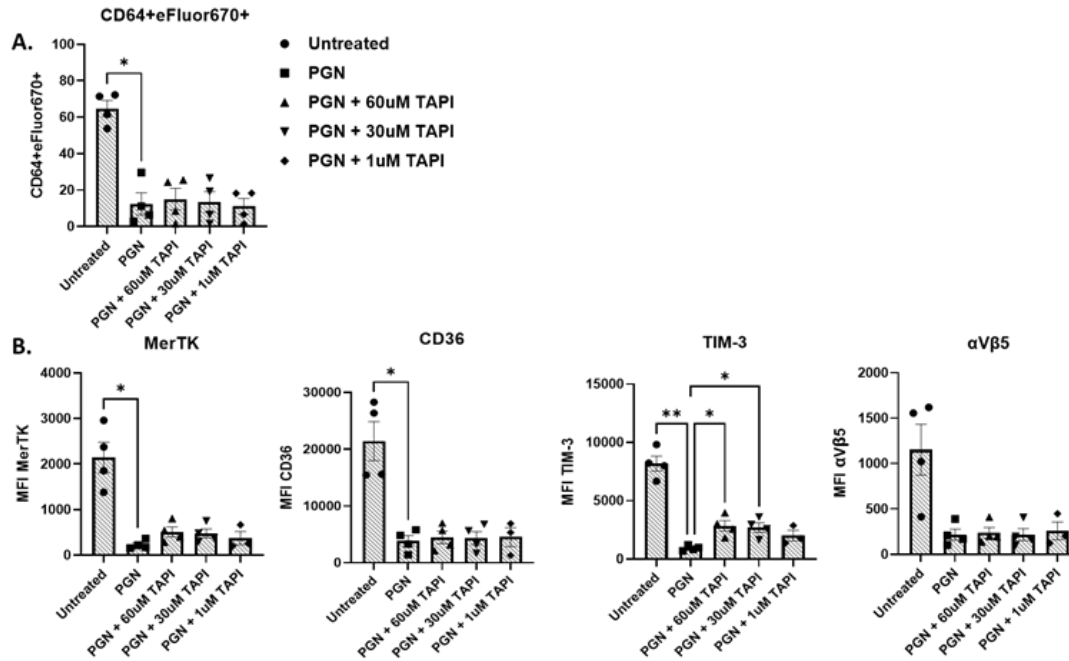 CD64+eFluor670+
A.
CD64+eFluor670+
100
80
60
40
20
0
*
Untreated
PGN
PGN + 60uM TAPI
PGN + 30uM TAPI
PGN + 1uM TAPI
Untreated
PGN
PGN + 60uM TAPI
PGN + 30uM TAPI
PGN + 1uM TAPI
B.
MerTK
MFI MerTK
4000
3000
2000
1000
0
*
Untreated
PGN
PGN + 60uM TAPI
PGN + 30uM TAPI
PGN + 1uM TAPI
CD36
MFI CD36
30000
20000
10000
0
*
Untreated
PGN
PGN + 60uM TAPI
PGN + 30uM TAPI
PGN + 1uM TAPI
TIM-3
MFI TIM-3
15000
10000
5000
0
*
** *
Untreated
PGN
PGN + 60uM TAPI
PGN + 30uM TAPI
PGN + 1uM TAPI
αVβ5
MFI αVβ5
2000
1500
1000
500
0
Untreated
PGN
PGN + 60uM TAPI
PGN + 30uM TAPI
PGN + 1uM TAPI